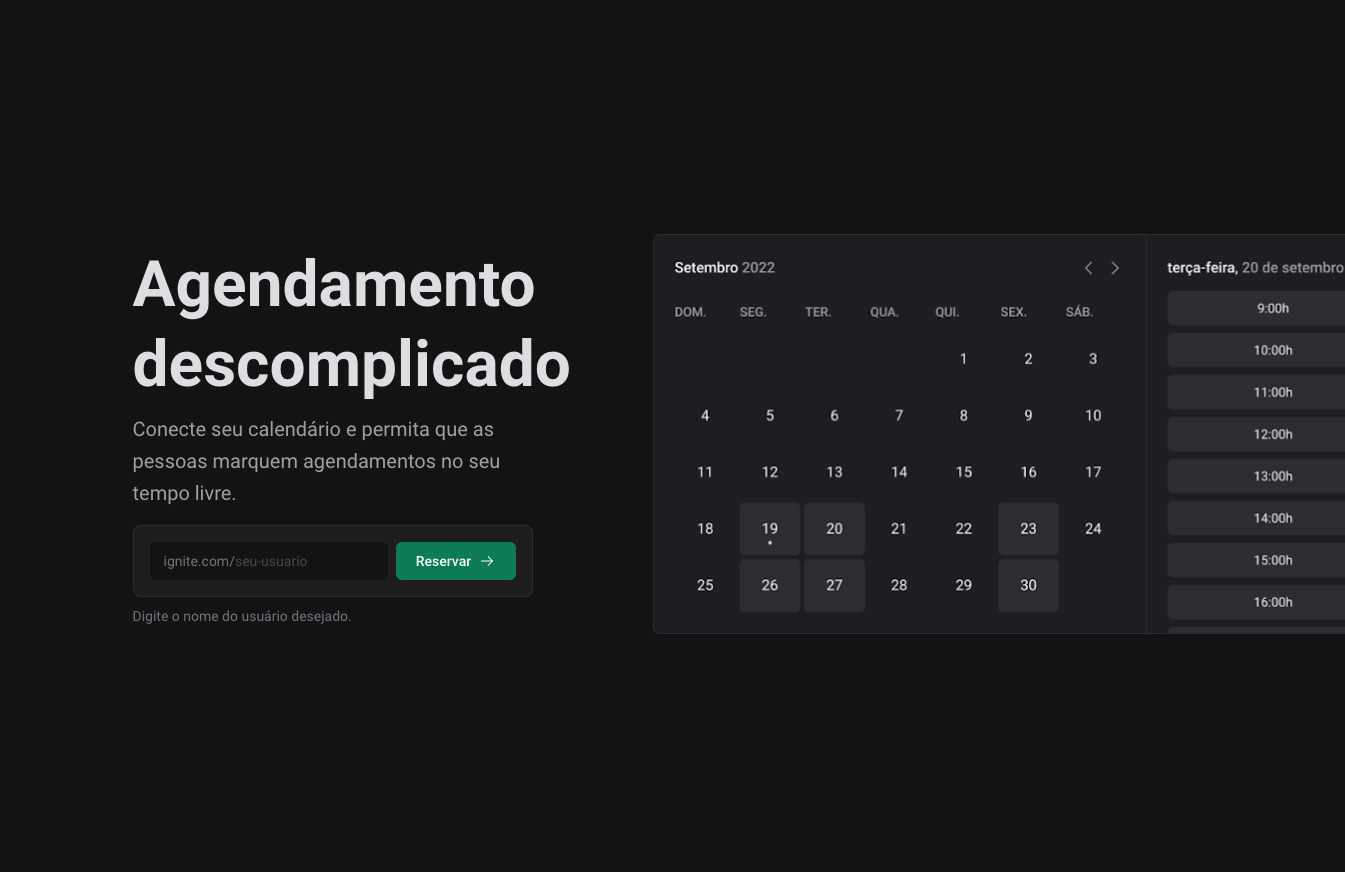 Agendamento
descomplicado
Conecte seu calendário e permita que as
pessoas marquem agendamentos no seu
tempo livre.
ignite.com/seu-usuario
Reservar
Digite o nome do usuário desejado.
Setembro 2022
DOM. SEG. TER. QUA. QUI. SEX. SÁB.
1 2 3
4 5 6 7 8 9 10
11 12 13 14 15 16 17
18 19 20 21 22 23 24
25 26 27 28 29 30
terça-feira, 20 de setembro
9:00h
10:00h
11:00h
12:00h
13:00h
14:00h
15:00h
16:00h